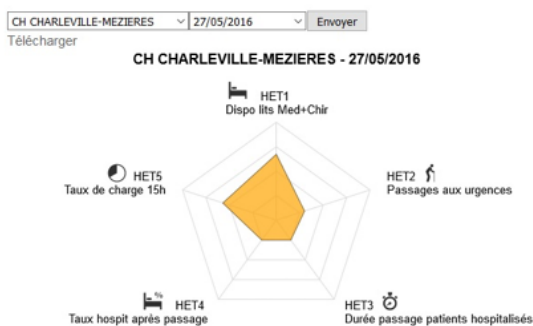 CH CHARLEVILLE-MEZIERES 27/05/2016 Envoyer
Télécharger
CH CHARLEVILLE-MEZIERES - 27/05/2016
HET1
Dispo lits Med+Chir
HET5
Taux de charge 15h
HET2
Passages aux urgences
%
HET4
Taux hospit après passage
HET3
Durée passage patients hospitalisés